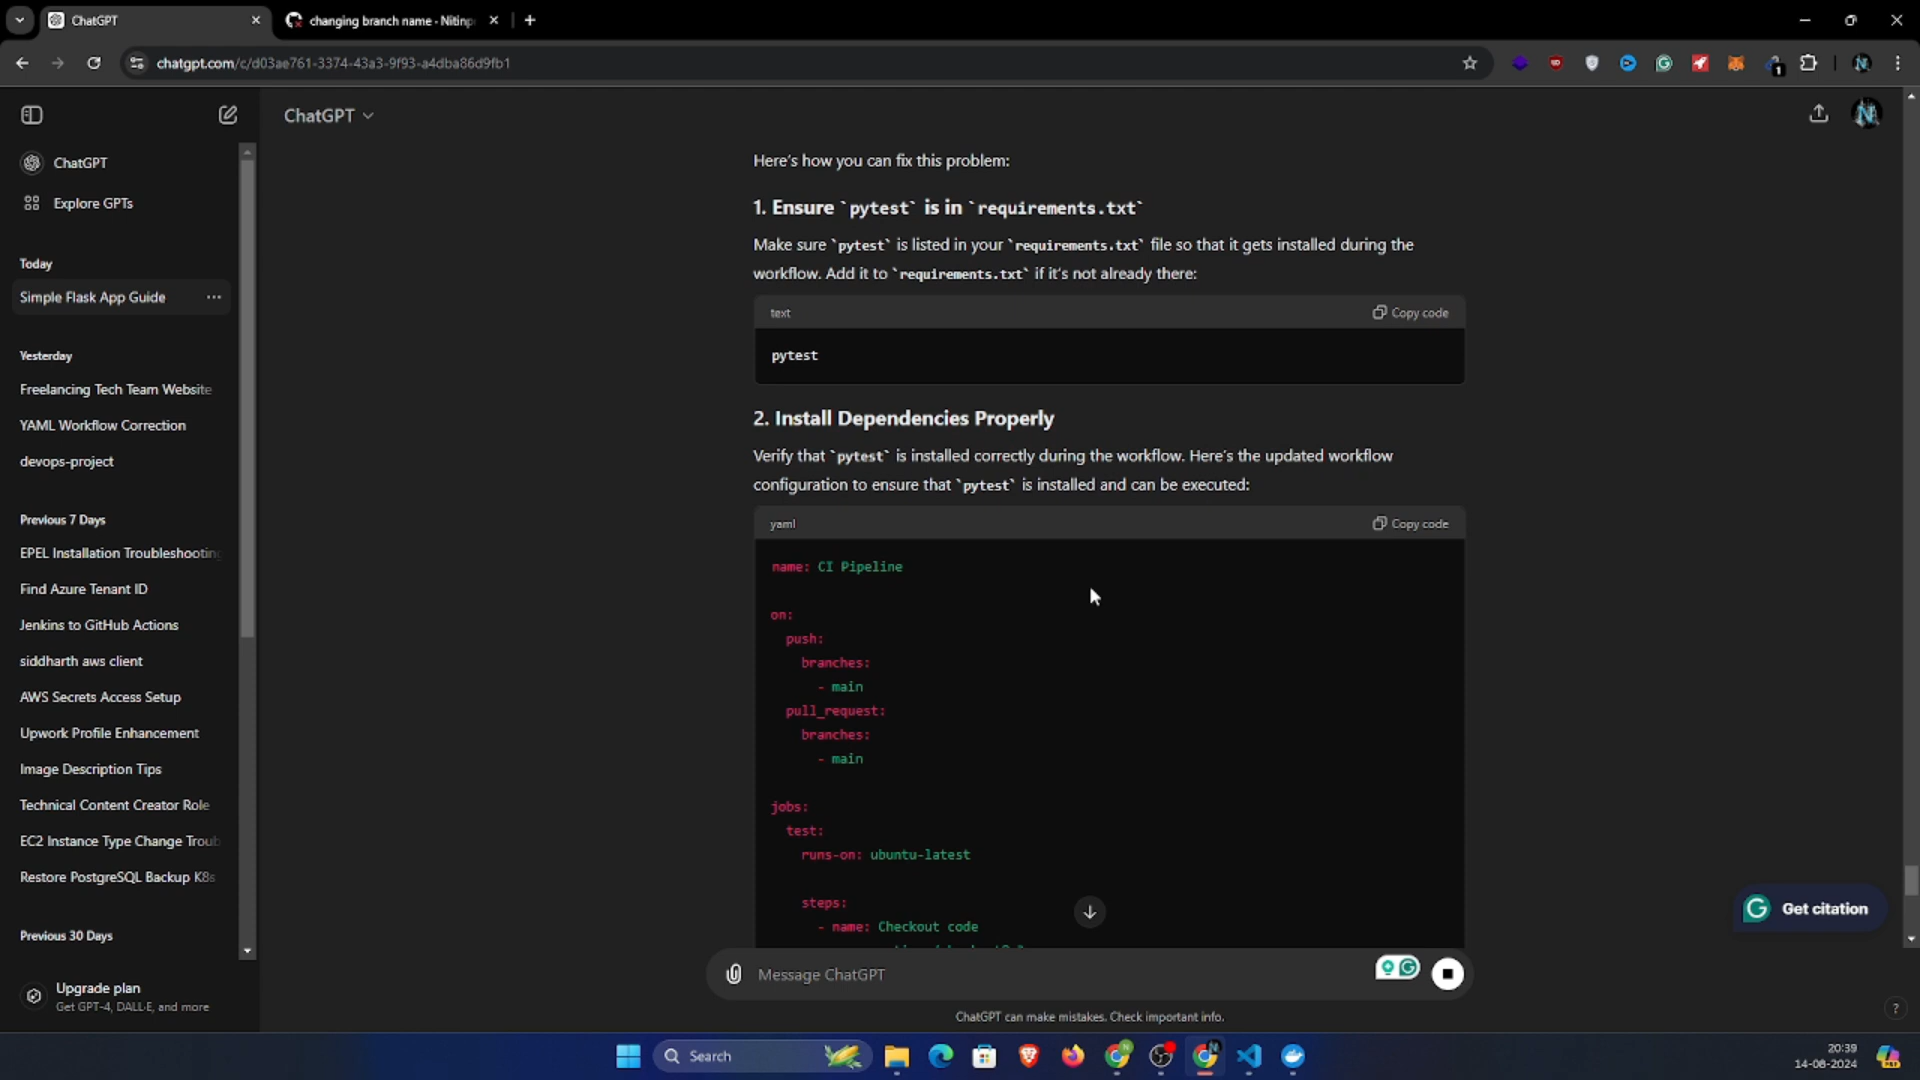 ChatGPT
changing branch name · Nitinp
chatgpt.com/c/d03ae761-3374-43a3-9f93-a4dba86d9fb1
1
ChatGPT
Explore GPTs
Today
Simple Flask App Guide
Yesterday
Freelancing Tech Team Website
YAML Workflow Correction
devops-project
Previous 7 Days
EPEL Installation Troubleshooting
Find Azure Tenant ID
Jenkins to GitHub Actions
siddharth aws client
AWS Secrets Access Setup
Upwork Profile Enhancement
Image Description Tips
Technical Content Creator Role
EC2 Instance Type Change Troub
Restore PostgreSQL Backup K8s
Previous 30 Days
Upgrade plan
Get GPT-4, DALL·E, and more
ChatGPT
N
Here's how you can fix this problem:
1. Ensure `pytest` is in `requirements.txt`
Make sure `pytest` is listed in your `requirements.txt` file so that it gets installed during the
workflow. Add it to `requirements.txt` if it's not already there:
text
Copy code
pytest
2. Install Dependencies Properly
Verify that `pytest` is installed correctly during the workflow. Here's the updated workflow
configuration to ensure that `pytest` is installed and can be executed:
yaml
Copy code
name: CI Pipeline
on:
push:
branches:
- main
pull_request:
branches:
- main
jobs:
test:
runs-on: ubuntu-latest
steps:
- name: Checkout code
Get citation
Message ChatGPT
ChatGPT can make mistakes. Check important info.
?
Search
20:39
14-08-2024